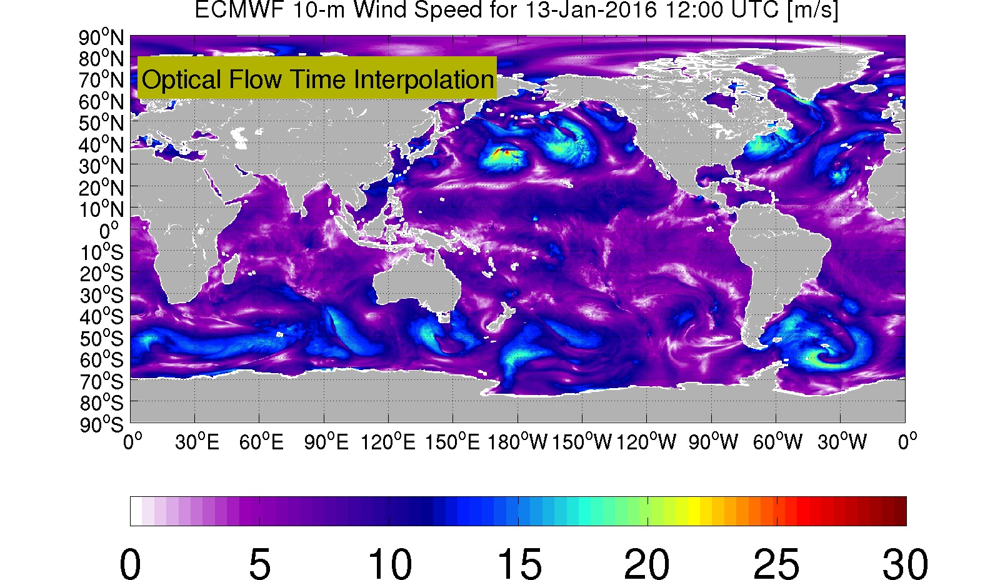 ECMWF 10-m Wind Speed for 13-Jan-2016 12:00 UTC [m/s]
90°N
80°N
Optical Flow Time Interpolation
70°N
60°N
50°N
40°N
30°N
20°N
10°N
0°
10°S
20°S
30°S
40°S
50°S
60°S
70°S
80°S
90°S
0° 30°E 60°E 90°E 120°E 150°E 180°W 150°W 120°W 90°W 60°W 30°W 0°
0 5 10 15 20 25 30